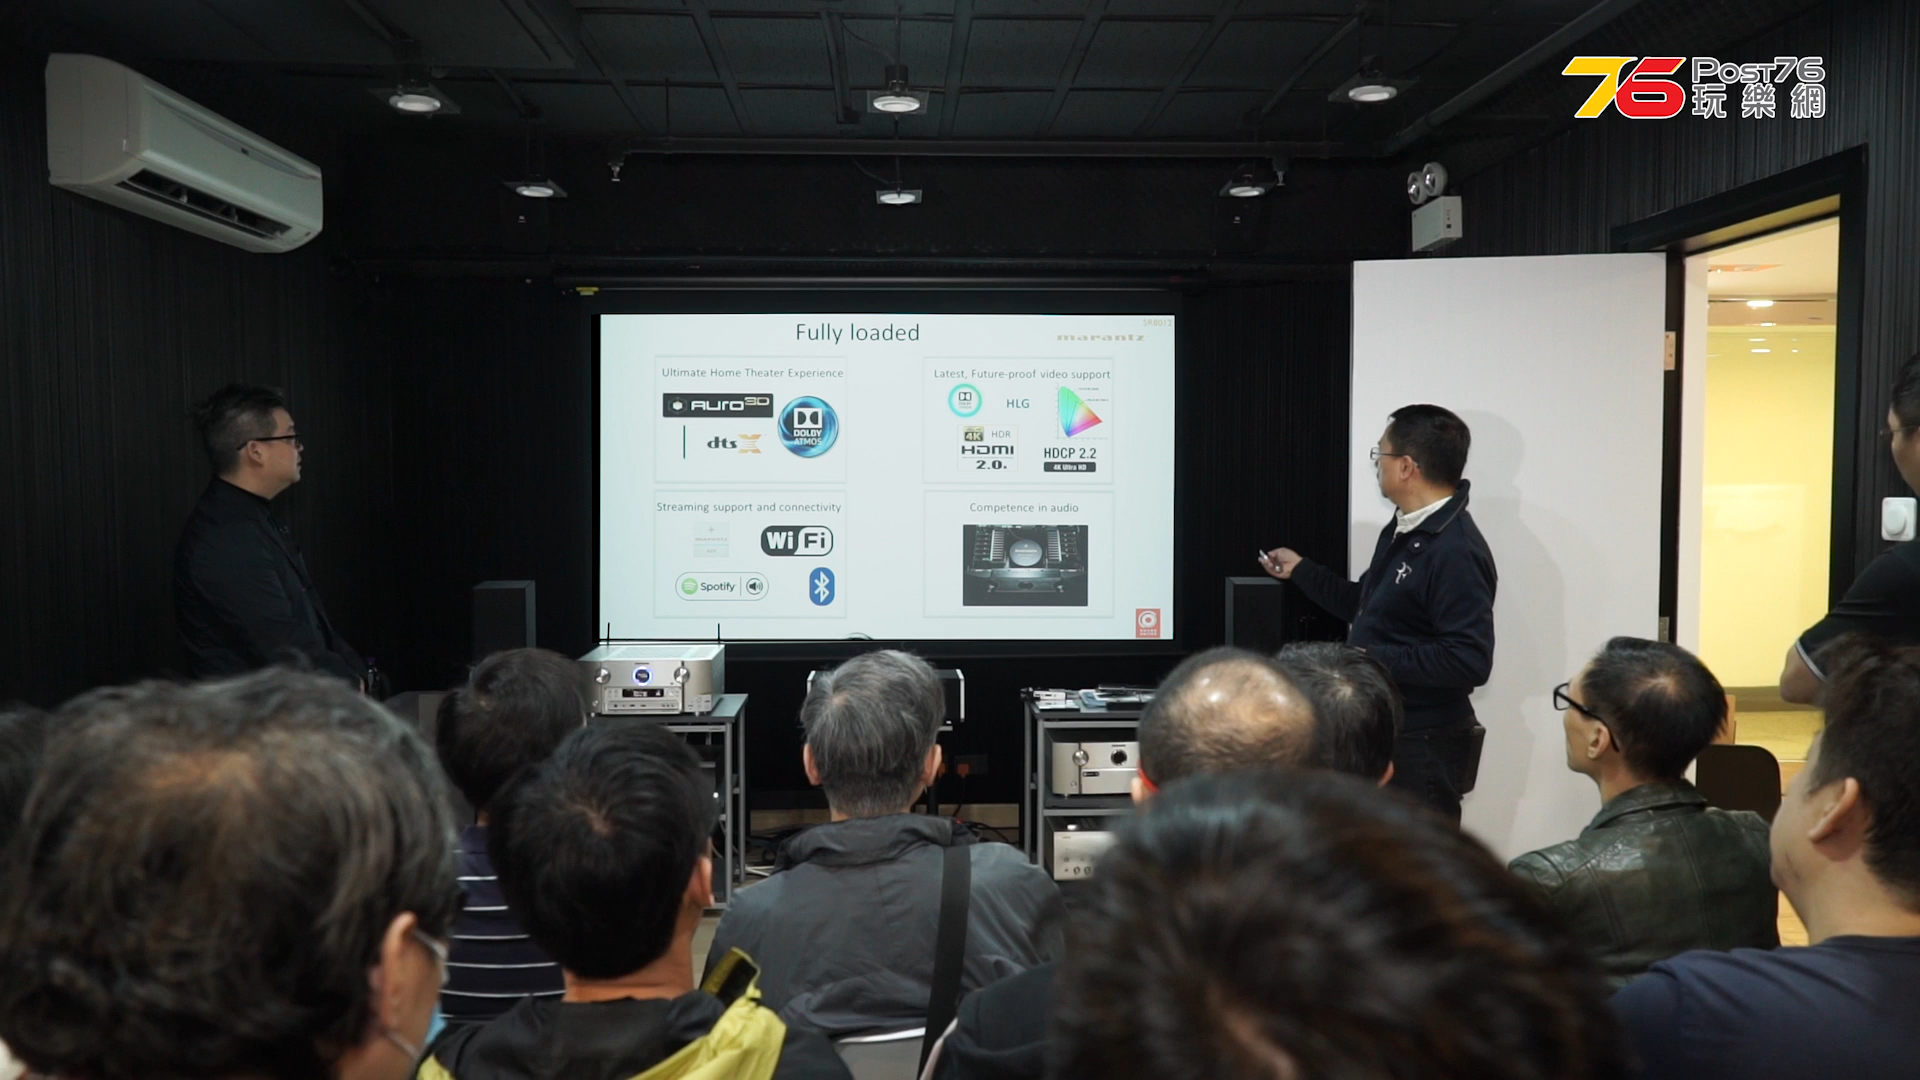 76 Post76
玩樂網
Fully loaded
marantz
Ultimate Home Theater Experience
AURO 3D
dts X
DOLBY
ATMOS
Latest, Future-proof video support
HLG
4K HDR
HDMI
2.0a
HDCP 2.2
4K Ultra HD
Streaming support and connectivity
Wi Fi
Spotify
Competence in audio